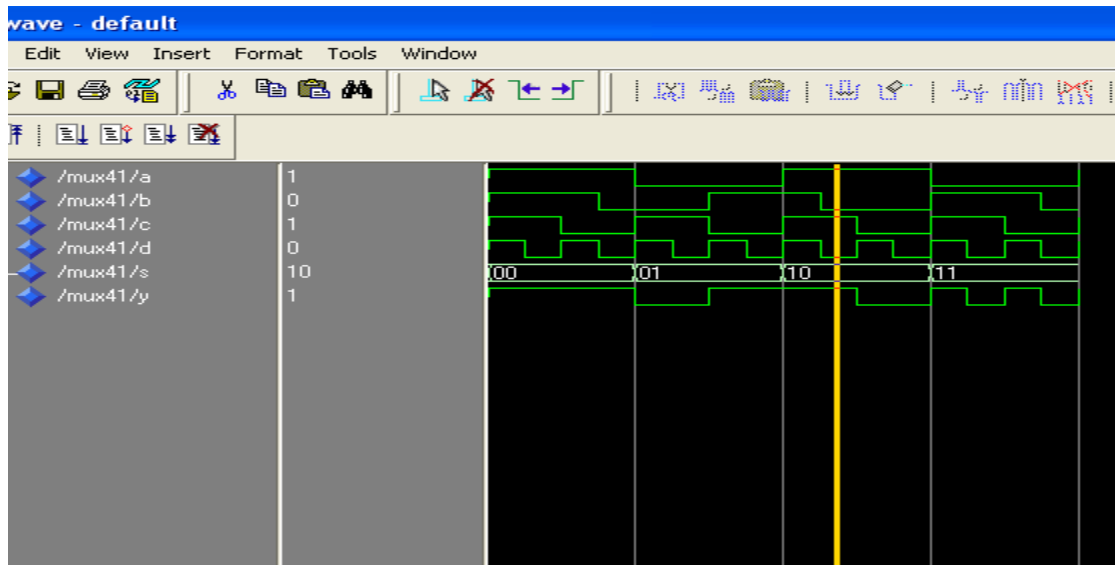 wave - default
Edit View Insert Format Tools Window
/mux41/a 1
/mux41/b 0
/mux41/c 1
/mux41/d 0
/mux41/s 10 00 01 10 11
/mux41/y 1